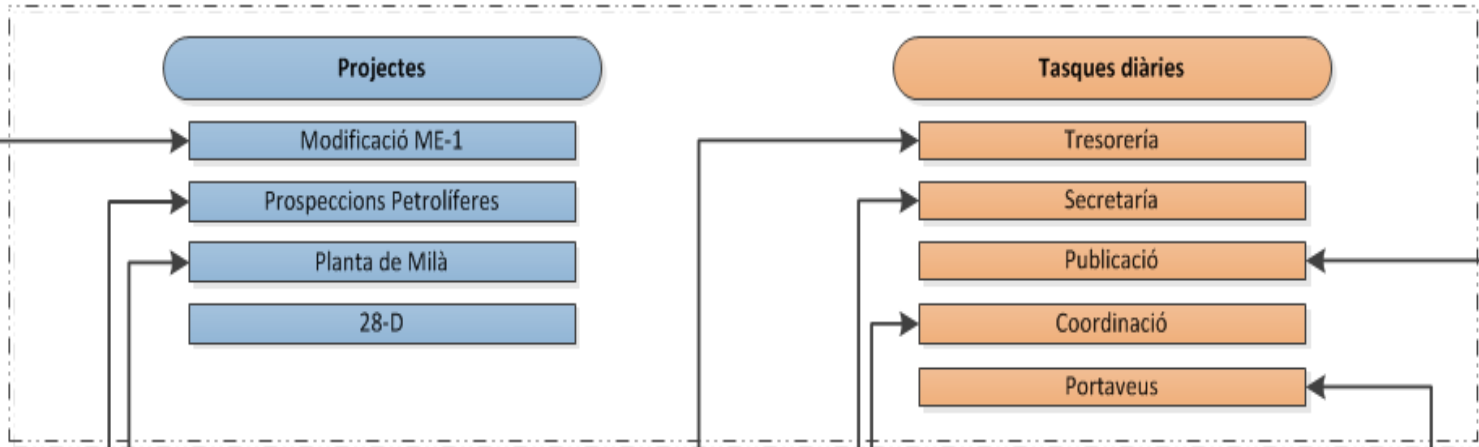 Projectes
Modificació ME-1
Prospeccions Petrolíferes
Planta de Milà
28-D
Tasques diàries
Tresorería
Secretaría
Publicació
Coordinació
Portaveus